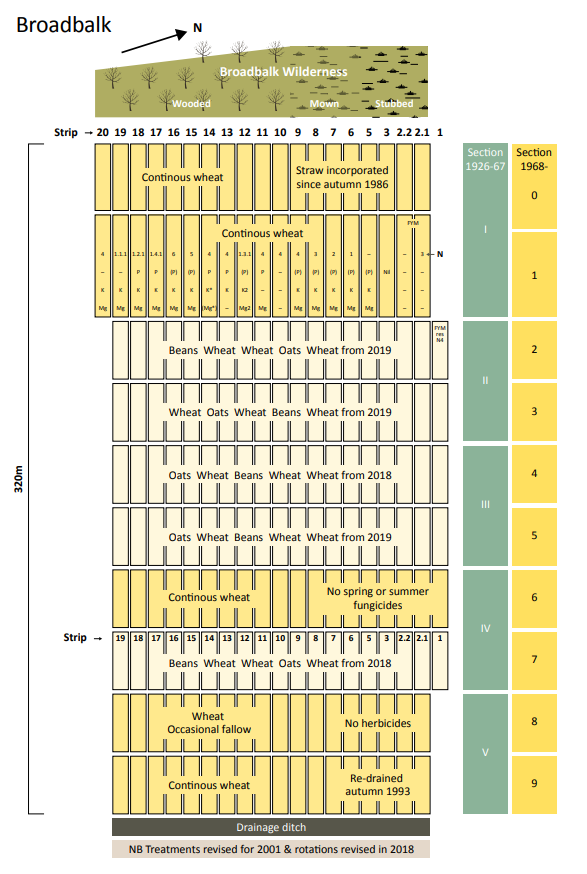 Broadbalk
N
Broadbalk Wilderness
Wooded Mown Stubbed
Strip → 20 19 18 17 16 15 14 13 12 11 10 9 8 7 6 5 3 2.2 2.1 1
Section
1926-67
Section
1968-
Continous wheat
Straw incorporated
since autumn 1986
0
I
FYM
Continous wheat
4 1.1.1 1.2.1 1.4.1 6 5 4 4 1.3.1 4 4 4 3 2 1 – Nil – 3 ← N
– – P P (P) (P) P P (P) P – (P) (P) (P) (P) (P) – –
K K K K K K K* K K2 K – K K K K K – –
Mg Mg Mg Mg Mg (Mg) (Mg*) – Mg2 Mg – Mg Mg Mg Mg Mg – –
1
FYM
res
N4
Beans Wheat Wheat Oats Wheat from 2019
2
II
Wheat Oats Wheat Beans Wheat from 2019
3
320m
Oats Wheat Beans Wheat Wheat from 2018
4
III
Oats Wheat Beans Wheat Wheat from 2019
5
Continous wheat
No spring or summer
fungicides
6
IV
Strip → 19 18 17 16 15 14 13 12 11 10 9 8 7 6 5 3 2.2 2.1 1
Beans Wheat Wheat Oats Wheat from 2018
7
Wheat
Occasional fallow
No herbicides
8
V
Continous wheat
Re-drained
autumn 1993
9
Drainage ditch
NB Treatments revised for 2001 & rotations revised in 2018